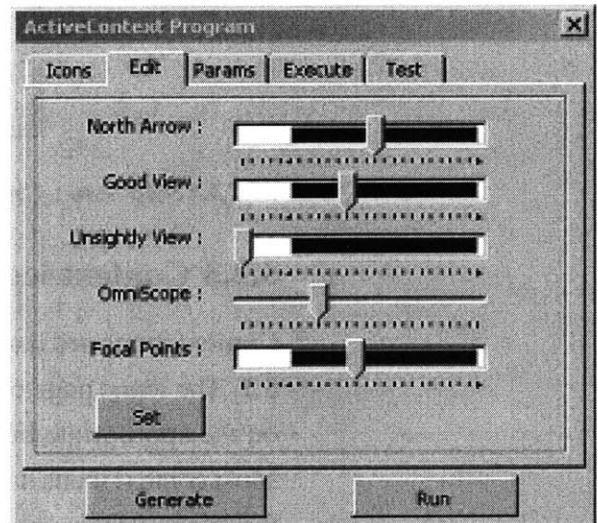 ActiveContext Program
Icons Edit Params Execute Test
North Arrow :
Good View :
Unsightly View :
OmniScope :
Focal Points :
Set
Generate Run